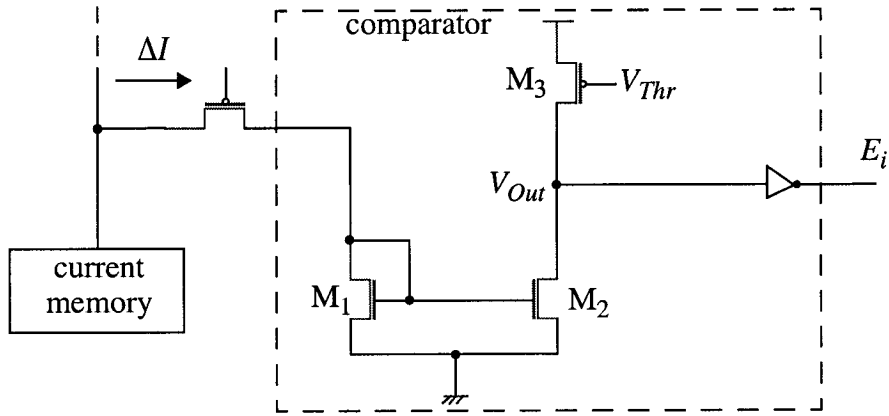 comparator
ΔI
M3
VThr
Ei
VOut
current
memory
M1
M2